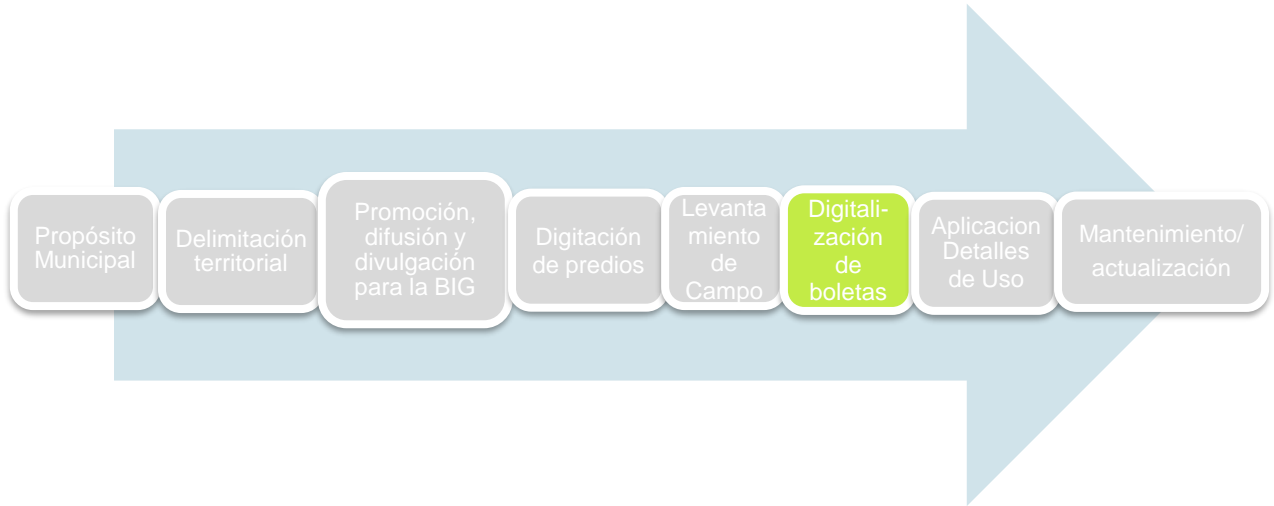 Propósito
Municipal
Delimitación
territorial
Promoción,
difusión y
divulgación
para la BIG
Digitación
de predios
Levanta
miento
de
Campo
Digitali-
zación
de
boletas
Aplicacion
Detalles
de Uso
Mantenimiento/
actualización